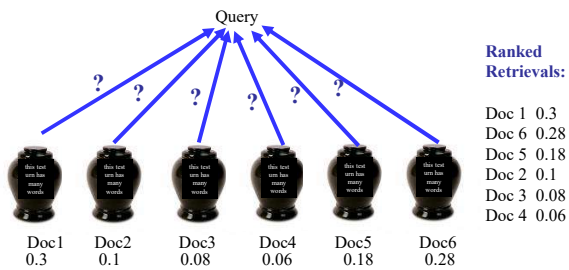 Query
?
?
?
?
?
?
this test
urn has
many
words
this test
urn has
many
words
this test
urn has
many
words
this test
urn has
many
words
this test
urn has
many
words
this test
urn has
many
words
Doc1 Doc2 Doc3 Doc4 Doc5 Doc6
0.3 0.1 0.08 0.06 0.18 0.28
Ranked
Retrievals:
Doc 1 0.3
Doc 6 0.28
Doc 5 0.18
Doc 2 0.1
Doc 3 0.08
Doc 4 0.06